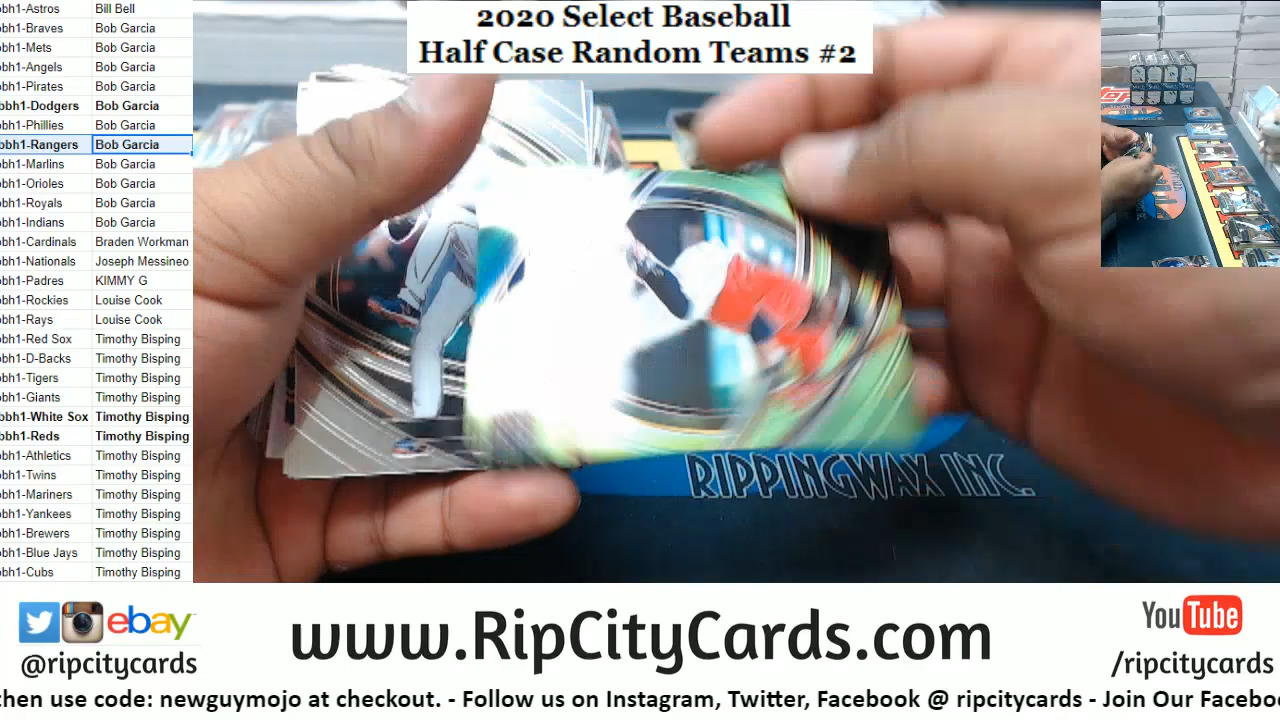 2020 Select Baseball
Half Case Random Teams #2
bh1-Astros Bill Bell
bh1-Braves Bob Garcia
bh1-Mets Bob Garcia
bh1-Angels Bob Garcia
bh1-Pirates Bob Garcia
bbh1-Dodgers Bob Garcia
bh1-Phillies Bob Garcia
bbh1-Rangers Bob Garcia
bh1-Marlins Bob Garcia
bh1-Orioles Bob Garcia
bh1-Royals Bob Garcia
bh1-Indians Bob Garcia
bh1-Cardinals Braden Workman
bh1-Nationals Joseph Messineo
bh1-Padres KIMMY G
bh1-Rockies Louise Cook
bh1-Rays Louise Cook
bh1-Red Sox Timothy Bisping
bh1-D-Backs Timothy Bisping
bh1-Tigers Timothy Bisping
bh1-Giants Timothy Bisping
bbh1-White Sox Timothy Bisping
bbh1-Reds Timothy Bisping
bh1-Athletics Timothy Bisping
bh1-Twins Timothy Bisping
bh1-Mariners Timothy Bisping
bh1-Yankees Timothy Bisping
bh1-Brewers Timothy Bisping
bh1-Blue Jays Timothy Bisping
bh1-Cubs Timothy Bisping
RIPPINGWAX INC.
ebay
@ripcitycards
www.RipCityCards.com
YouTube
/ripcitycards
then use code: newguymojo at checkout. - Follow us on Instagram, Twitter, Facebook @ ripcitycards - Join Our Facebo